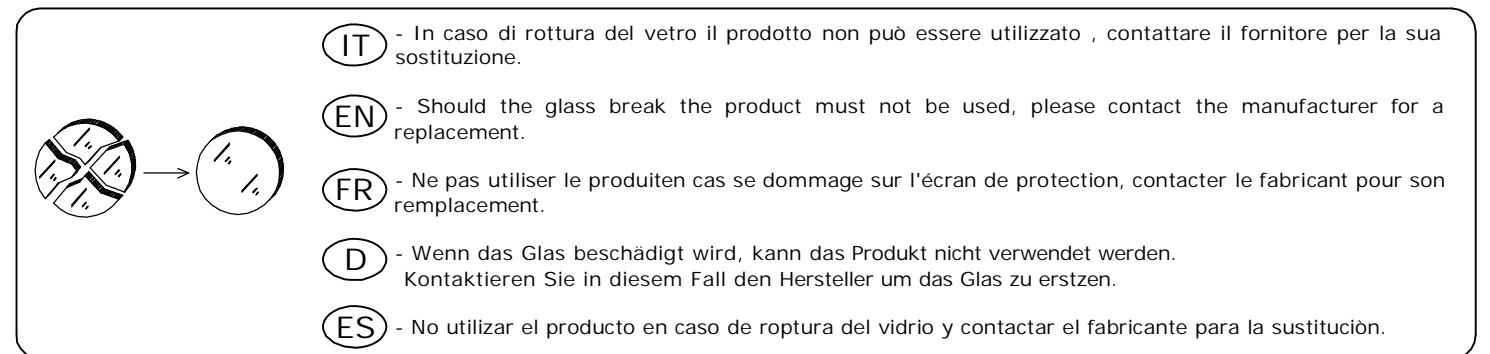 IT - In caso di rottura del vetro il prodotto non può essere utilizzato , contattare il fornitore per la sua
sostituzione.
EN - Should the glass break the product must not be used, please contact the manufacturer for a
replacement.
FR - Ne pas utiliser le produiten cas se dommage sur l'écran de protection, contacter le fabricant pour son
remplacement.
D - Wenn das Glas beschädigt wird, kann das Produkt nicht verwendet werden.
Kontaktieren Sie in diesem Fall den Hersteller um das Glas zu erstzen.
ES - No utilizar el producto en caso de roptura del vidrio y contactar el fabricante para la sustituciòn.